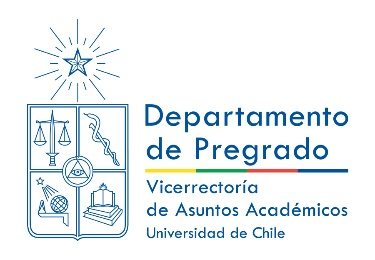 Departamento
de Pregrado
Vicerrectoría
de Asuntos Académicos
Universidad de Chile